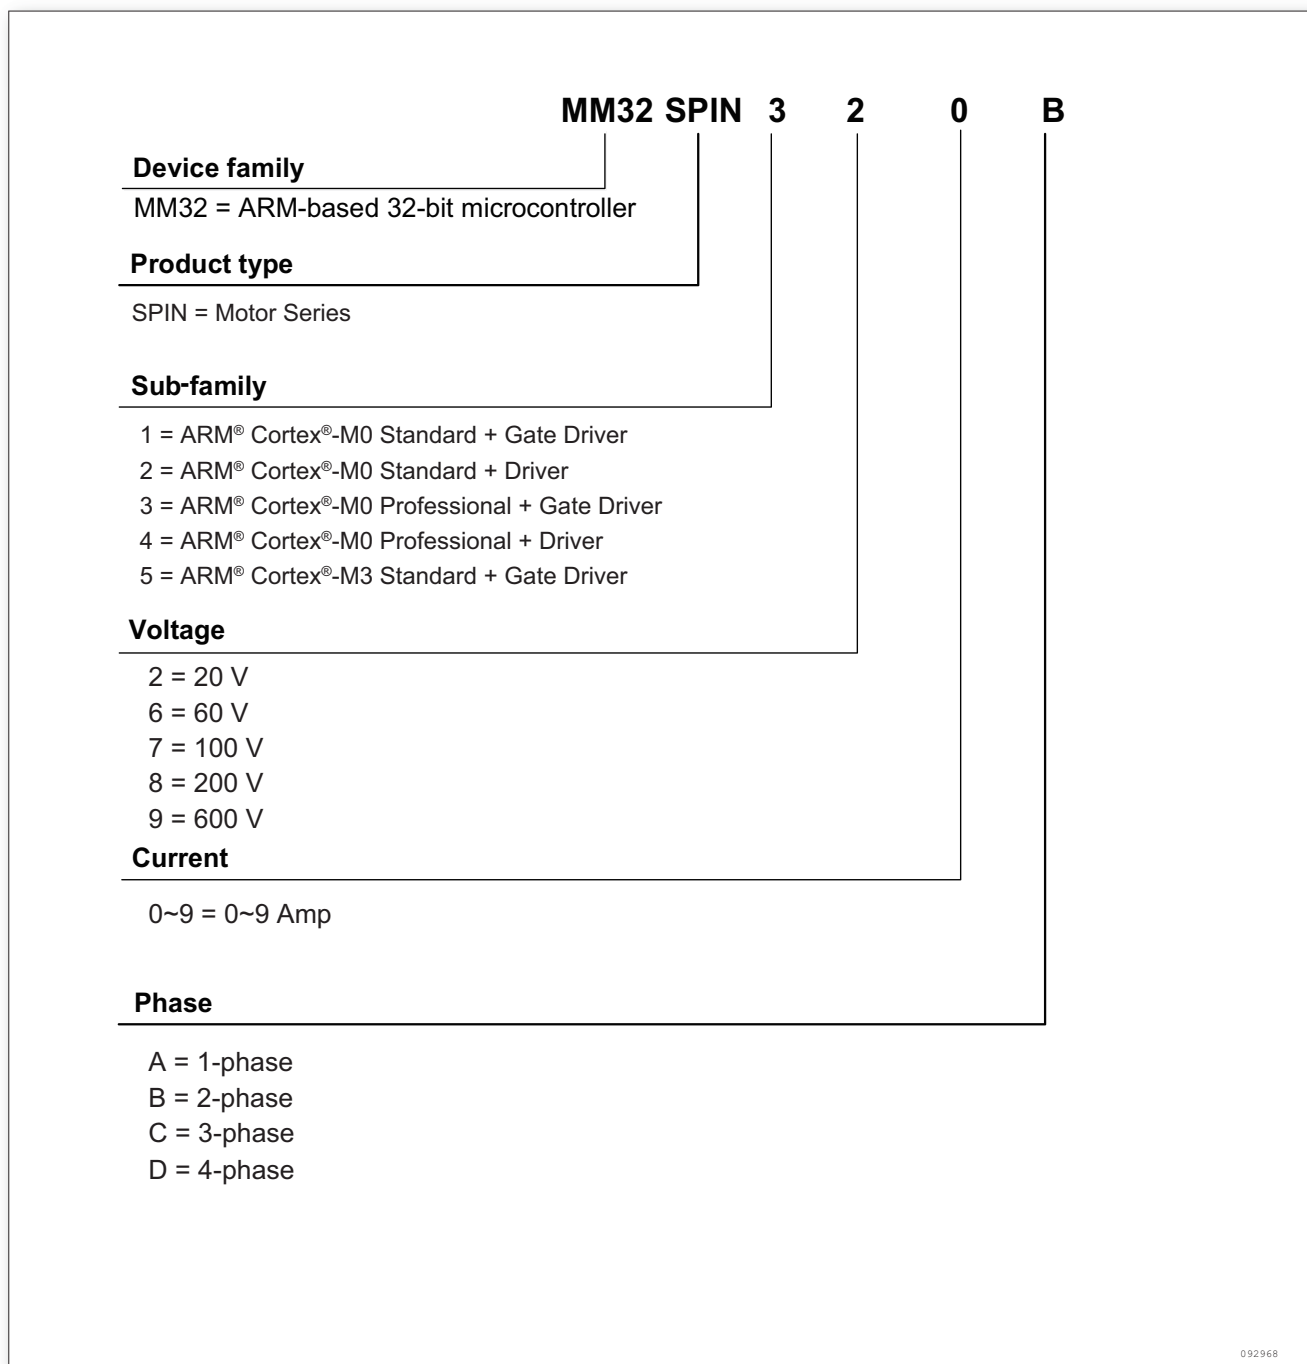 MM32 SPIN 3 2 0 B
Device family
MM32 = ARM-based 32-bit microcontroller
Product type
SPIN = Motor Series
Sub-family
1 = ARM® Cortex®-M0 Standard + Gate Driver
2 = ARM® Cortex®-M0 Standard + Driver
3 = ARM® Cortex®-M0 Professional + Gate Driver
4 = ARM® Cortex®-M0 Professional + Driver
5 = ARM® Cortex®-M3 Standard + Gate Driver
Voltage
2 = 20 V
6 = 60 V
7 = 100 V
8 = 200 V
9 = 600 V
Current
0~9 = 0~9 Amp
Phase
A = 1-phase
B = 2-phase
C = 3-phase
D = 4-phase
092968